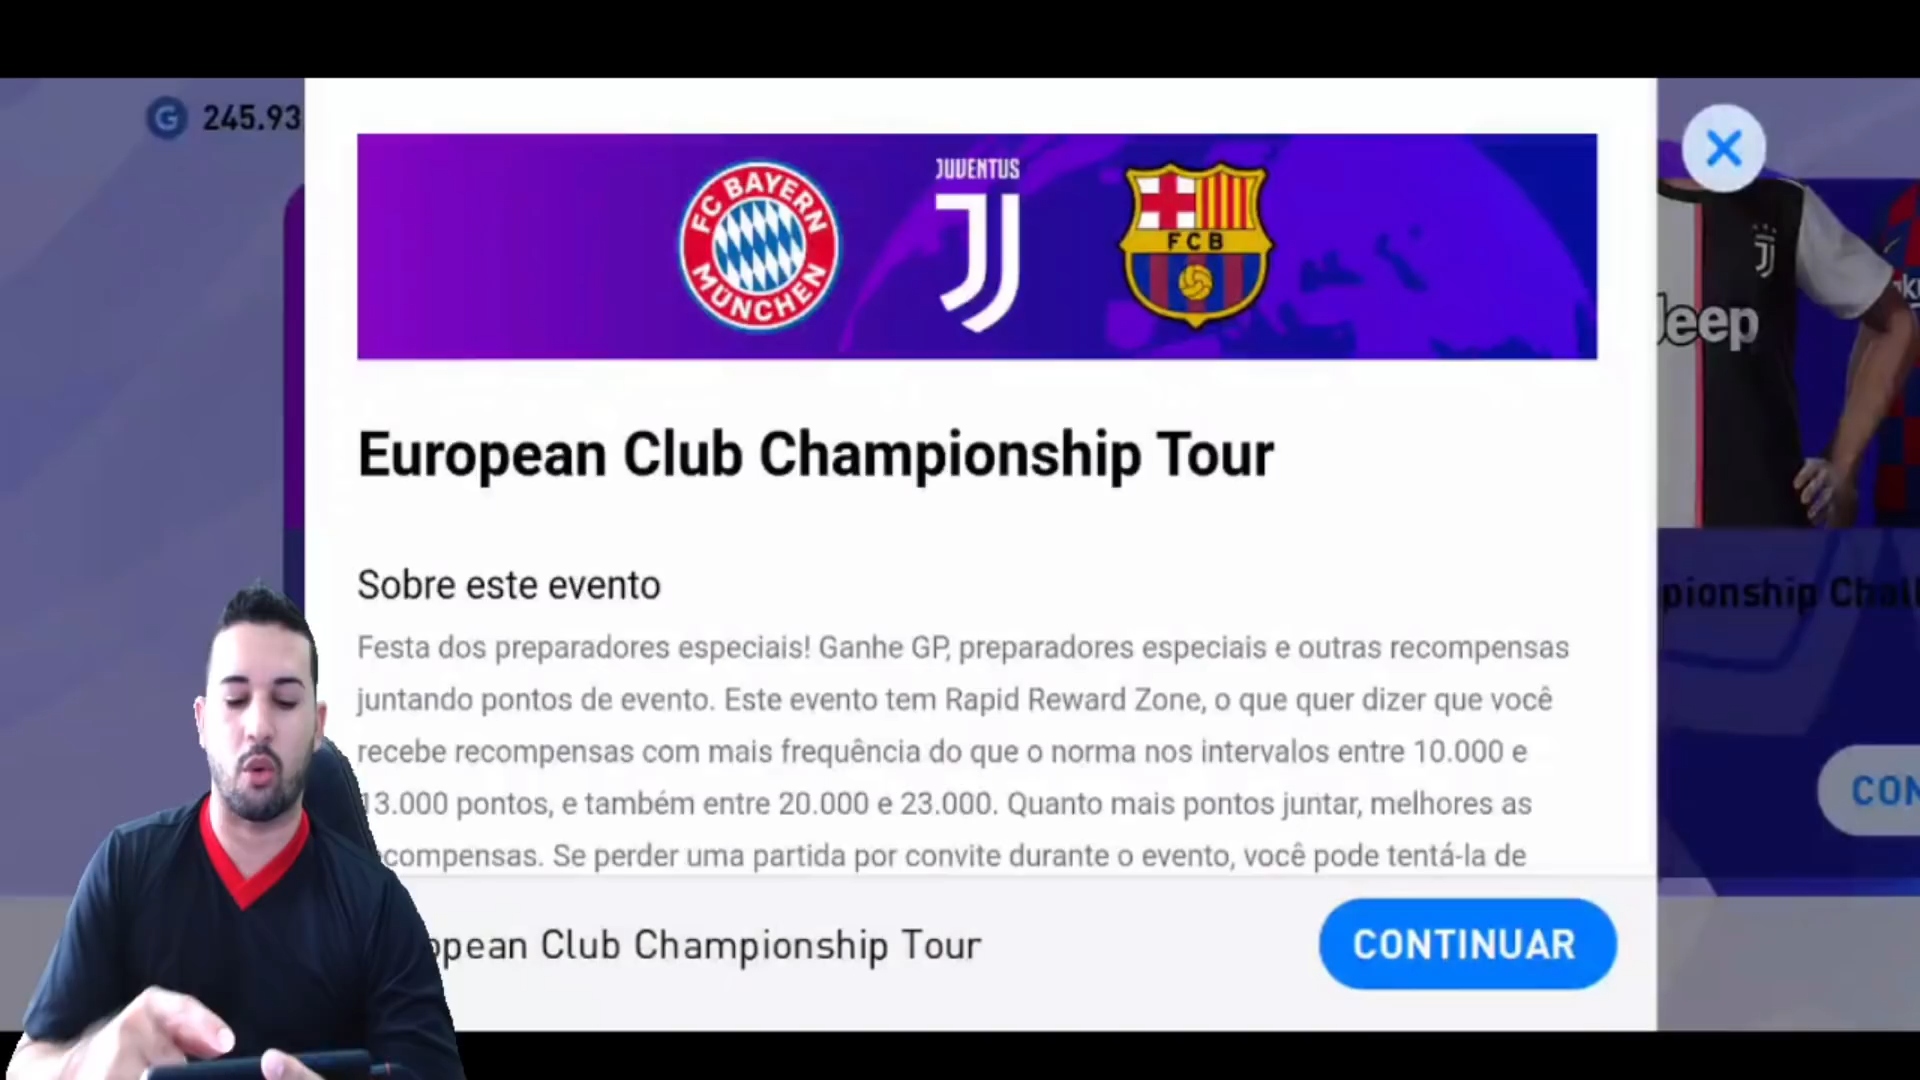 245.93
FC BAYERN
MÜNCHEN
JUVENTUS
FCB
Jeep
European Club Championship Tour
Sobre este evento
Festa dos preparadores especiais! Ganhe GP, preparadores especiais e outras recompensas
juntando pontos de evento. Este evento tem Rapid Reward Zone, o que quer dizer que você
recebe recompensas com mais frequência do que o norma nos intervalos entre 10.000 e
13.000 pontos, e também entre 20.000 e 23.000. Quanto mais pontos juntar, melhores as
compensas. Se perder uma partida por convite durante o evento, você pode tentá-la de
pionship Chall
CON
opean Club Championship Tour
CONTINUAR